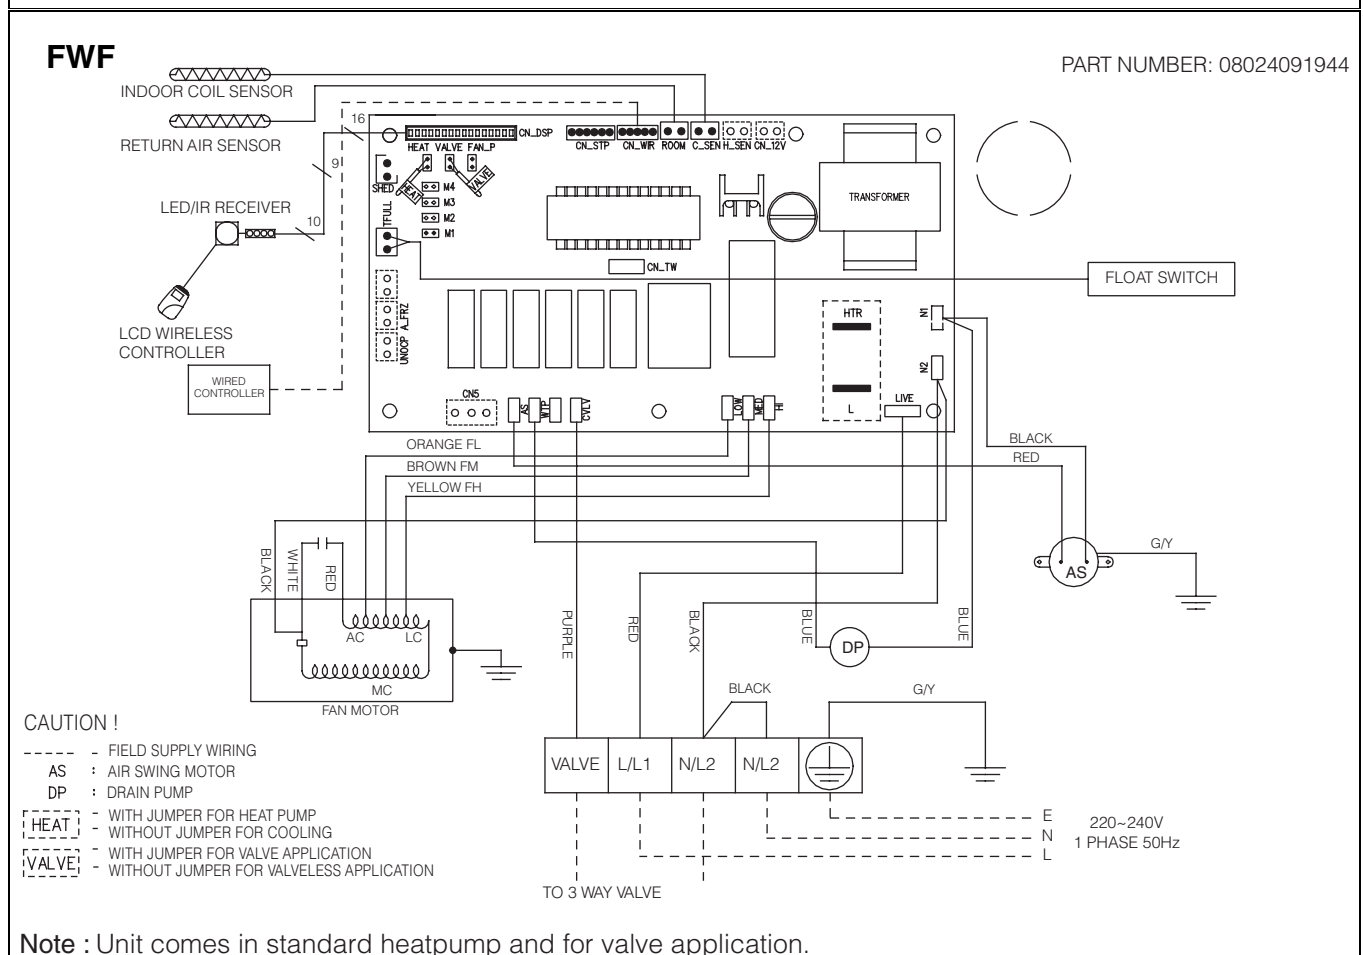 FWF
PART NUMBER: 08024091944
INDOOR COIL SENSOR
RETURN AIR SENSOR
16
9
10
LED/IR RECEIVER
LCD WIRELESS
CONTROLLER
WIRED
CONTROLLER
CN_DSP
CN_STP
CN_WIR
ROOM
C_SEN
H_SEN
CN_12V
HEAT VALVE FAN_P
SHED
HEAT
VALVE
M4
M3
M2
M1
TFULL
TRANSFORMER
CN_TW
FLOAT SWITCH
A_FRZ
UNOOP
HTR
L
N1
N2
LIVE
CN5
AS
WTP
CVLV
LOW
MED
HI
ORANGE FL
BROWN FM
YELLOW FH
BLACK
RED
G/Y
AS
BLACK
WHITE
RED
AC
LC
MC
FAN MOTOR
PURPLE
RED
BLACK
BLUE
DP
BLUE
BLACK
G/Y
VALVE
L/L1
N/L2
N/L2
E
N
L
220~240V
1 PHASE 50Hz
TO 3 WAY VALVE
CAUTION !
----- - FIELD SUPPLY WIRING
AS : AIR SWING MOTOR
DP : DRAIN PUMP
HEAT - WITH JUMPER FOR HEAT PUMP
- WITHOUT JUMPER FOR COOLING
VALVE - WITH JUMPER FOR VALVE APPLICATION
- WITHOUT JUMPER FOR VALVELESS APPLICATION
Note : Unit comes in standard heatpump and for valve application.